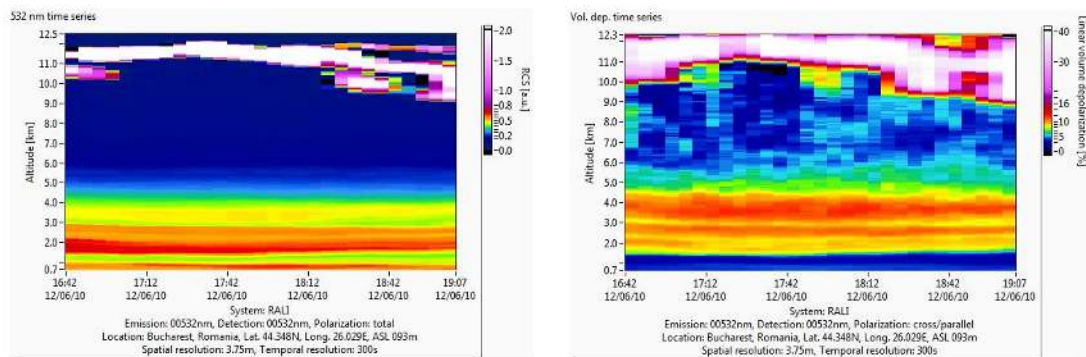 532 nm time series
12.5
11.0
10.0
9.0
8.0
7.0
6.0
5.0
4.0
3.0
2.0
0.7
Altitude [km]
16:42 17:12 17:42 18:12 18:42 19:07
12/06/10 12/06/10 12/06/10 12/06/10 12/06/10 12/06/10
System: RALI
Emission: 00532nm, Detection: 00532nm, Polarization: total
Location: Bucharest, Romania, Lat. 44.348N, Long. 26.029E, ASL 093m
Spatial resolution: 3.75m, Temporal resolution: 300s
-2.0
-1.5
-1.0
-0.8
-0.5
-0.2
-0.0
RCS [a.u.]
Vol. dep. time series
12.3
11.0
10.0
9.0
8.0
7.0
6.0
5.0
4.0
3.0
2.0
0.7
Altitude [km]
16:42 17:12 17:42 18:12 18:42 19:07
12/06/10 12/06/10 12/06/10 12/06/10 12/06/10 12/06/10
System: RALI
Emission: 00532nm, Detection: 00532nm, Polarization: cross/parallel
Location: Bucharest, Romania, Lat. 44.348N, Long. 26.029E, ASL 093m
Spatial resolution: 3.75m, Temporal resolution: 300s
-40
-30
-16
-10
-5
-0
Linear volume depolarization [%]